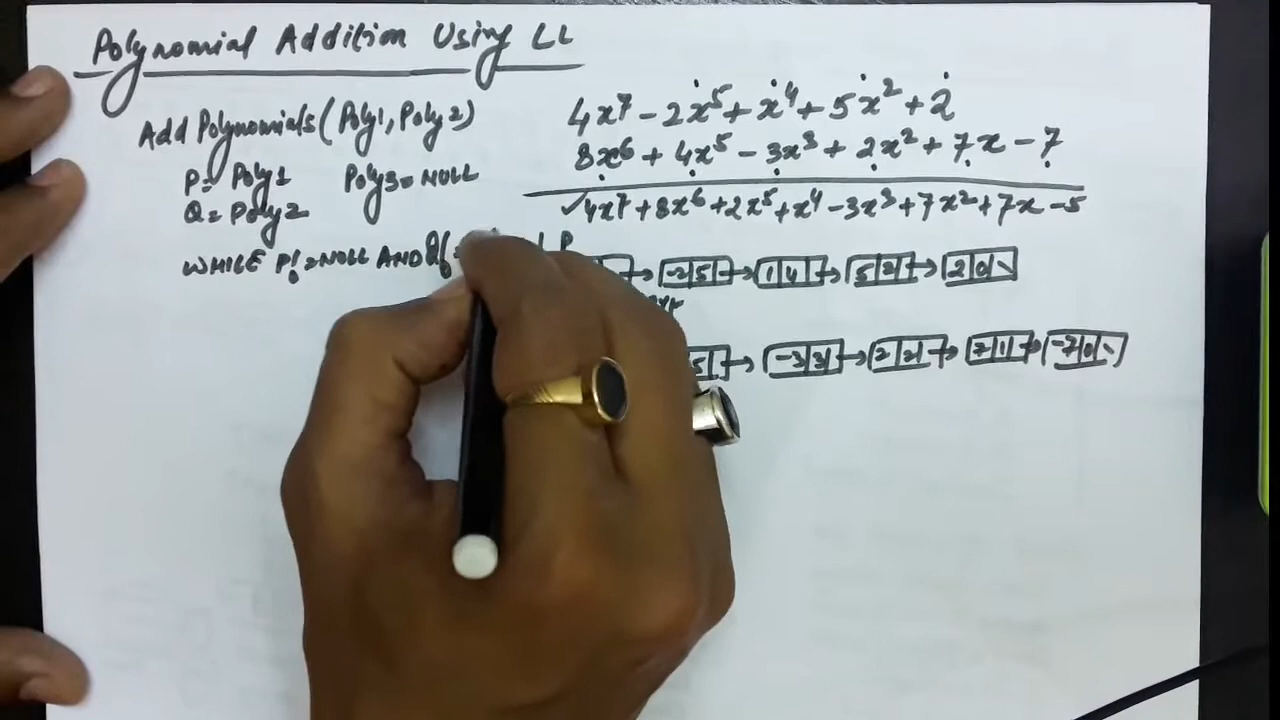 Polynomial Addition Using LL
Add Polynomials (Poly1, Poly2)
P = Poly1 Poly3 = NULL
Q = Poly2
WHILE P! = NULL AND
4x⁷ - 2x⁵ + x⁴ + 5x² + 2
8x⁶ + 4x⁵ - 3x³ + 2x² + 7x - 7
✓4x⁷ + 8x⁶ + 2x⁵ + x⁴ - 3x³ + 7x² + 7x - 5
P
→ -2|5| → 1|4| → 5|2| → 2|0|\
5| → -3|3| → 2|2| → 7|1| → -7|0|\